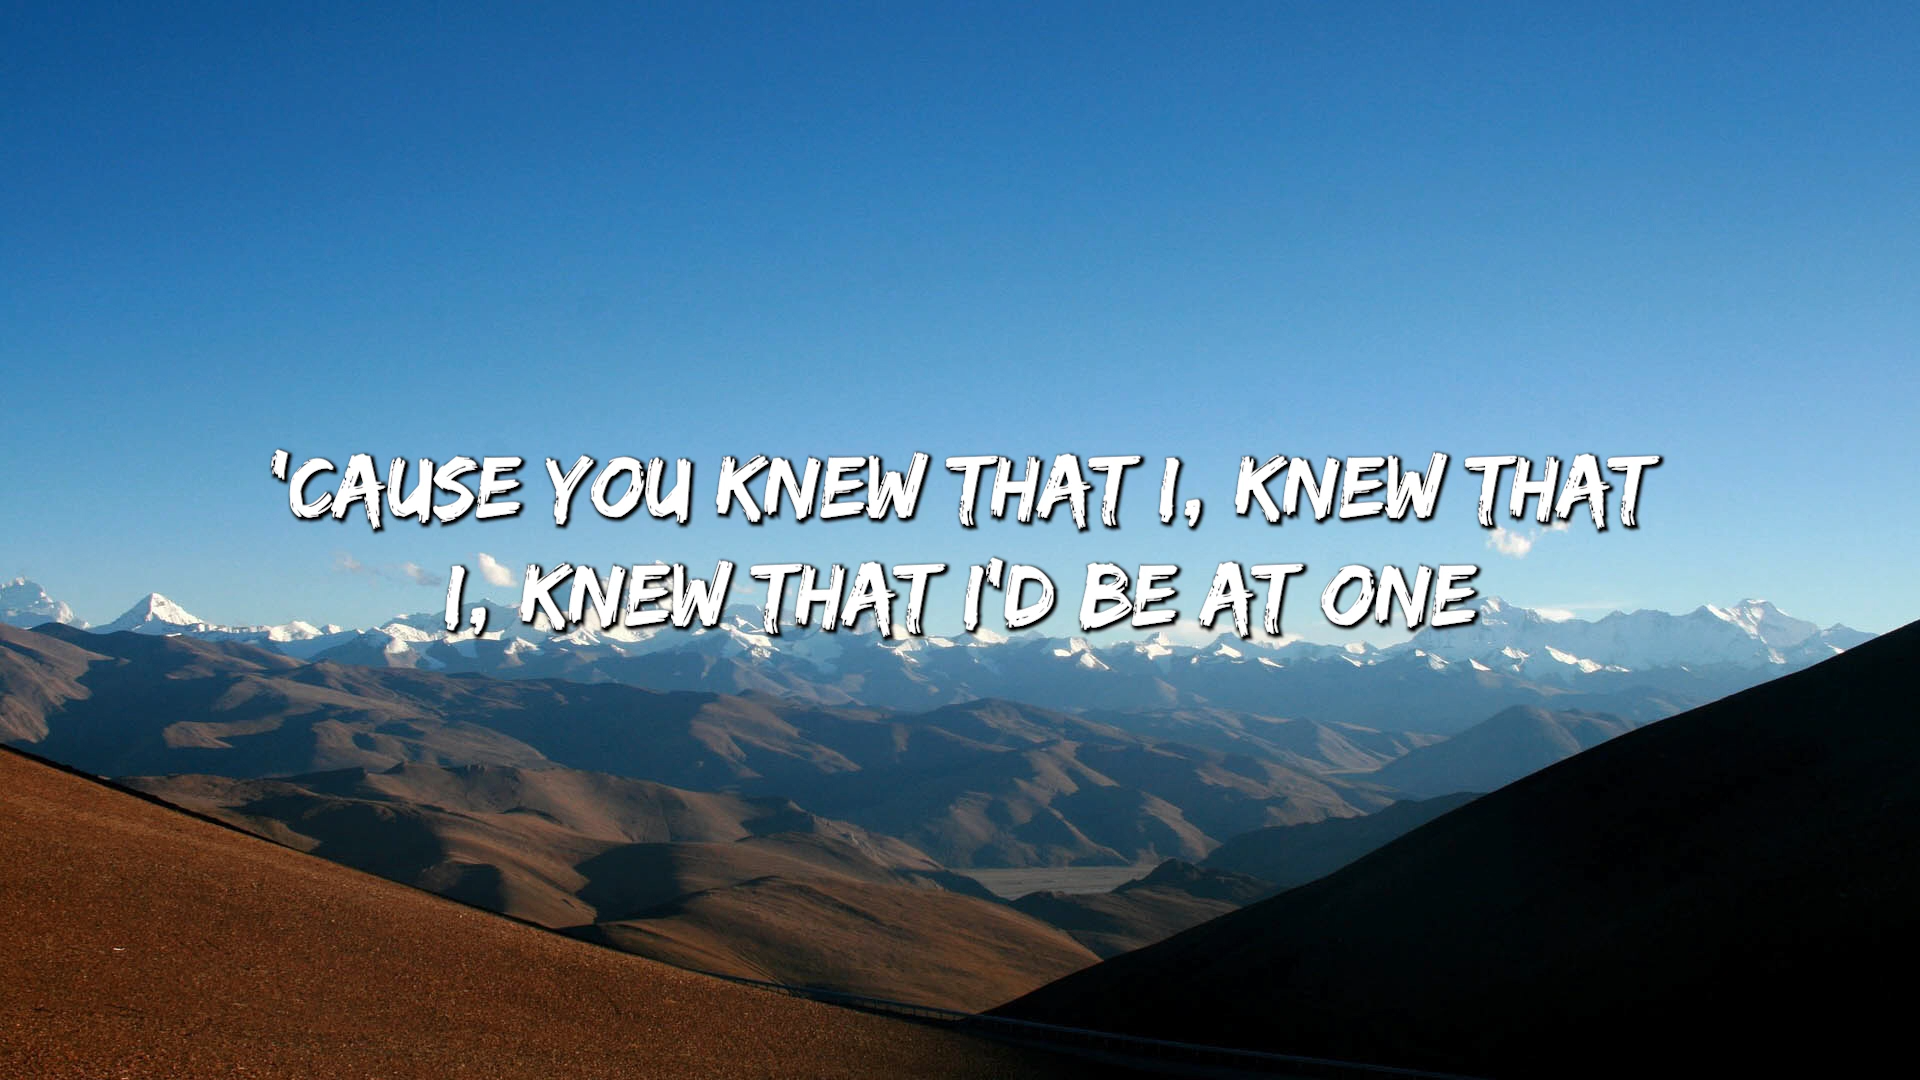 'CAUSE YOU KNEW THAT I, KNEW THAT
I, KNEW THAT I'D BE AT ONE